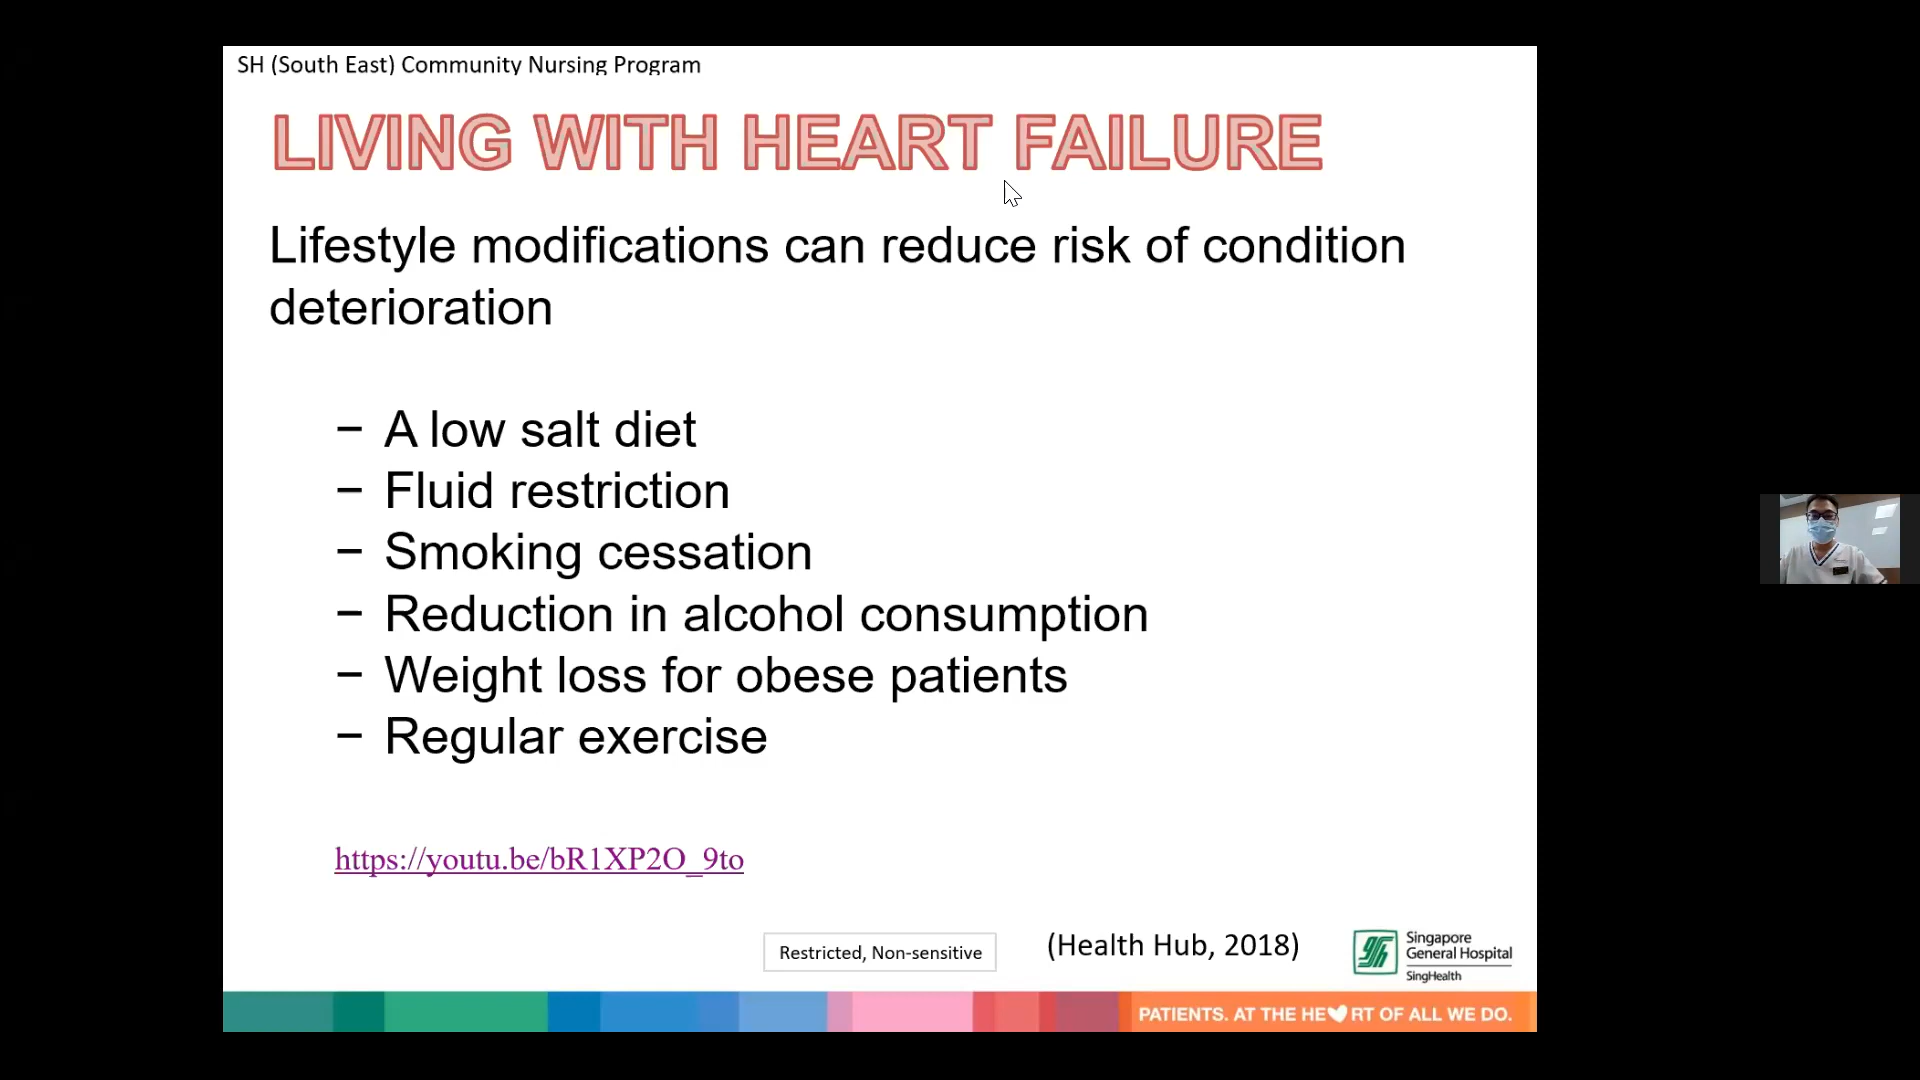 SH (South East) Community Nursing Program
LIVING WITH HEART FAILURE
Lifestyle modifications can reduce risk of condition
deterioration
− A low salt diet
− Fluid restriction
− Smoking cessation
− Reduction in alcohol consumption
− Weight loss for obese patients
− Regular exercise
https://youtu.be/bR1XP2O_9to
Restricted, Non-sensitive
(Health Hub, 2018)
Singapore
General Hospital
SingHealth
PATIENTS. AT THE HE❤RT OF ALL WE DO.